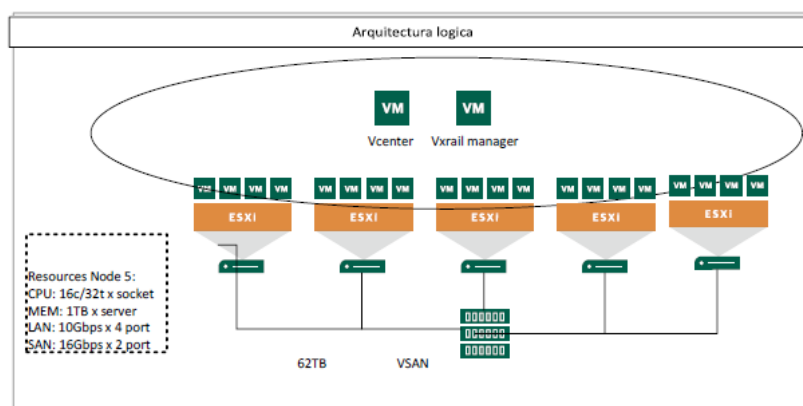 Arquitectura logica
VM VM
Vcenter Vxrail manager
VM VM VM VM VM VM VM VM VM VM VM VM VM VM VM VM VM VM VM VM
ESXi ESXi ESXi ESXi ESXi
Resources Node 5:
CPU: 16c/32t x socket
MEM: 1TB x server
LAN: 10Gbps x 4 port
SAN: 16Gbps x 2 port
62TB VSAN